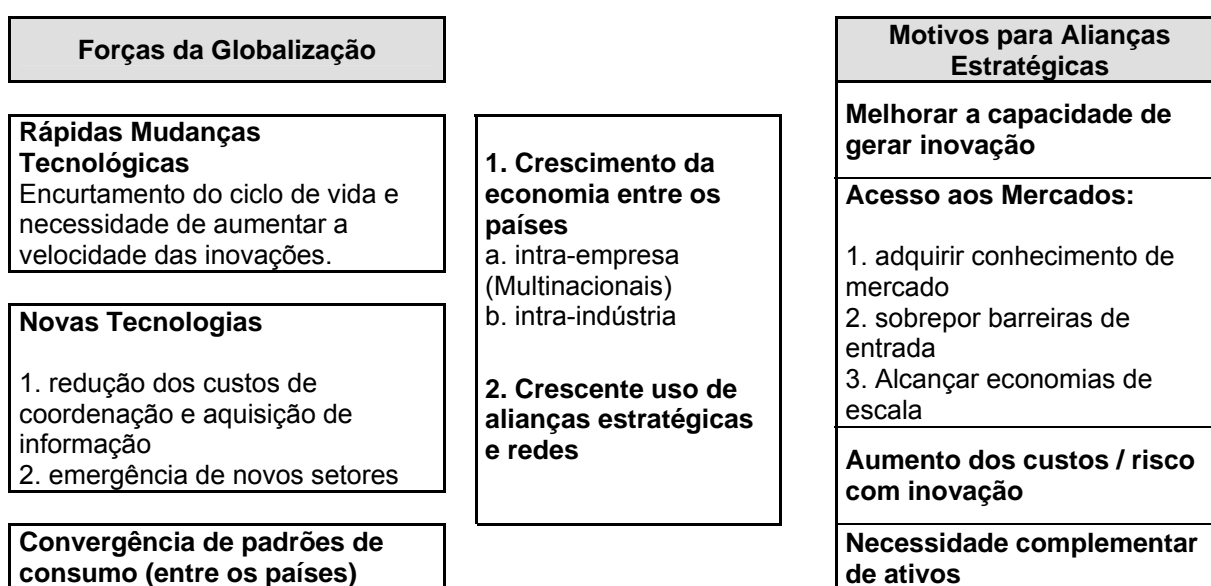 Forças da Globalização
Rápidas Mudanças
Tecnológicas
Encurtamento do ciclo de vida e
necessidade de aumentar a
velocidade das inovações.
Novas Tecnologias
1. redução dos custos de
coordenação e aquisição de
informação
2. emergência de novos setores
Convergência de padrões de
consumo (entre os países)
1. Crescimento da
economia entre os
países
a. intra-empresa
(Multinacionais)
b. intra-indústria
2. Crescente uso de
alianças estratégicas
e redes
Motivos para Alianças
Estratégicas
Melhorar a capacidade de
gerar inovação
Acesso aos Mercados:
1. adquirir conhecimento de
mercado
2. sobrepor barreiras de
entrada
3. Alcançar economias de
escala
Aumento dos custos / risco
com inovação
Necessidade complementar
de ativos